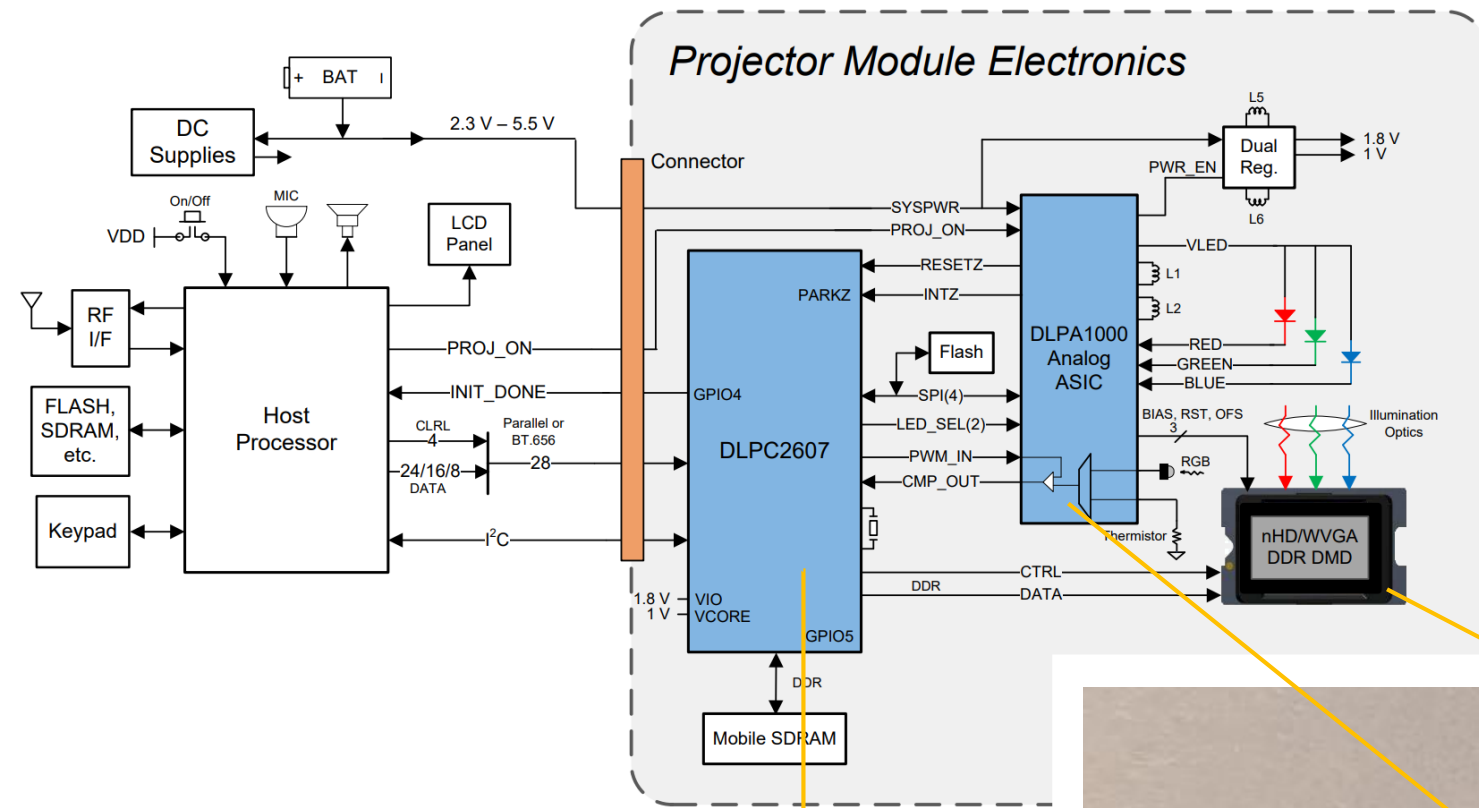 Projector Module Electronics
+ BAT I
DC
Supplies
2.3 V – 5.5 V
Connector
L5
Dual
Reg.
L6
1.8 V
1 V
PWR_EN
On/Off
VDD
MIC
LCD
Panel
SYSPWR
PROJ_ON
RESETZ
INTZ
PARKZ
VLED
L1
L2
RF
I/F
PROJ_ON
INIT_DONE
GPIO4
Flash
SPI(4)
LED_SEL(2)
PWM_IN
CMP_OUT
DLPA1000
Analog
ASIC
RED
GREEN
BLUE
FLASH,
SDRAM,
etc.
Host
Processor
CLRL
4
24/16/8
DATA
Parallel or
BT.656
28
DLPC2607
BIAS, RST, OFS
3
Illumination
Optics
RGB
Thermistor
nHD/WVGA
DDR DMD
Keypad
I²C
CTRL
DDR
DATA
1.8 V
1 V
VIO
VCORE
GPIO5
DDR
Mobile SDRAM